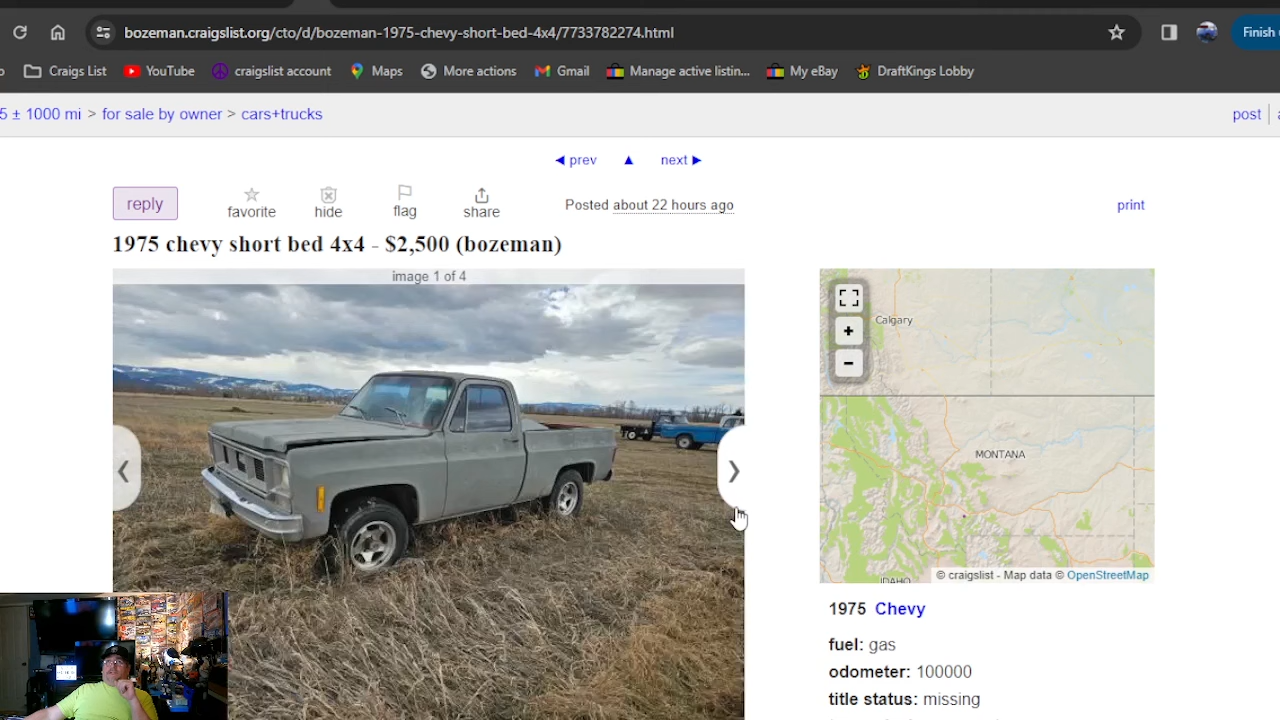 bozeman.craigslist.org/cto/d/bozeman-1975-chevy-short-bed-4x4/7733782274.html
Finish
Craigs List YouTube craigslist account Maps More actions Gmail Manage active listin... My eBay DraftKings Lobby
5 ± 1000 mi > for sale by owner > cars+trucks
post
◀ prev ▲ next ▶
reply
favorite
hide
flag
share
Posted about 22 hours ago
print
1975 chevy short bed 4x4 - $2,500 (bozeman)
image 1 of 4
Calgary
MONTANA
IDAHO
© craigslist - Map data © OpenStreetMap
1975 Chevy
fuel: gas
odometer: 100000
title status: missing